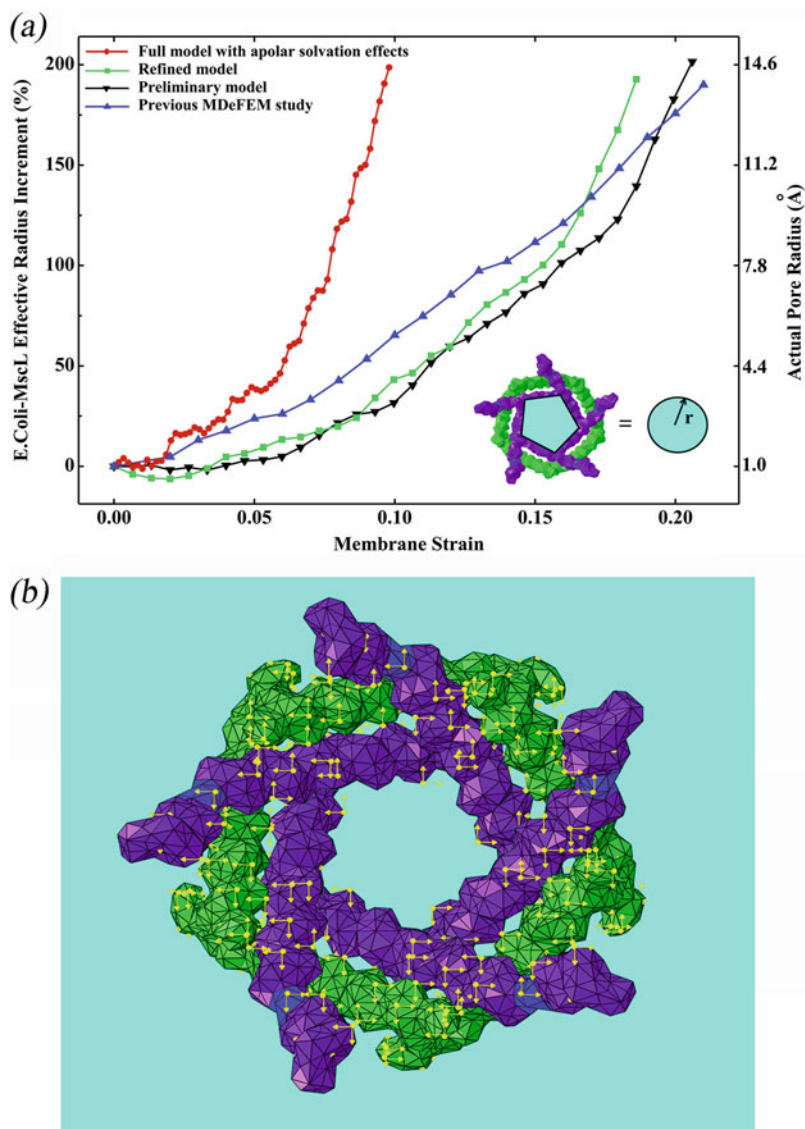 (a)
Full model with apolar solvation effects
Refined model
Preliminary model
Previous MDeFEM study
E.Coli-MscL Effective Radius Increment (%)
200
150
100
50
0
14.6
11.2
7.8
4.4
1.0
Actual Pore Radius (Å)
= r
0.00 0.05 0.10 0.15 0.20
Membrane Strain
(b)